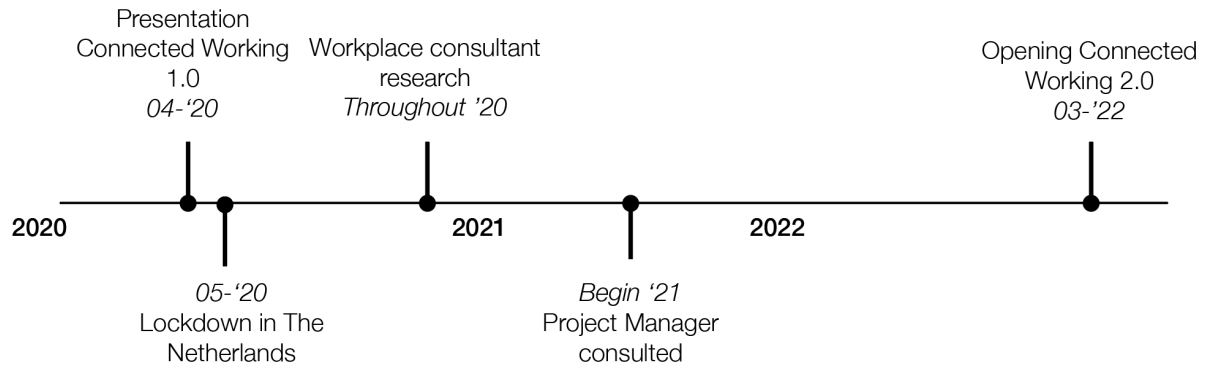 Presentation
Connected Working
1.0
04-‘20
Workplace consultant
research
Throughout ’20
Opening Connected
Working 2.0
03-’22
2020
2021
2022
05-‘20
Lockdown in The
Netherlands
Begin ‘21
Project Manager
consulted